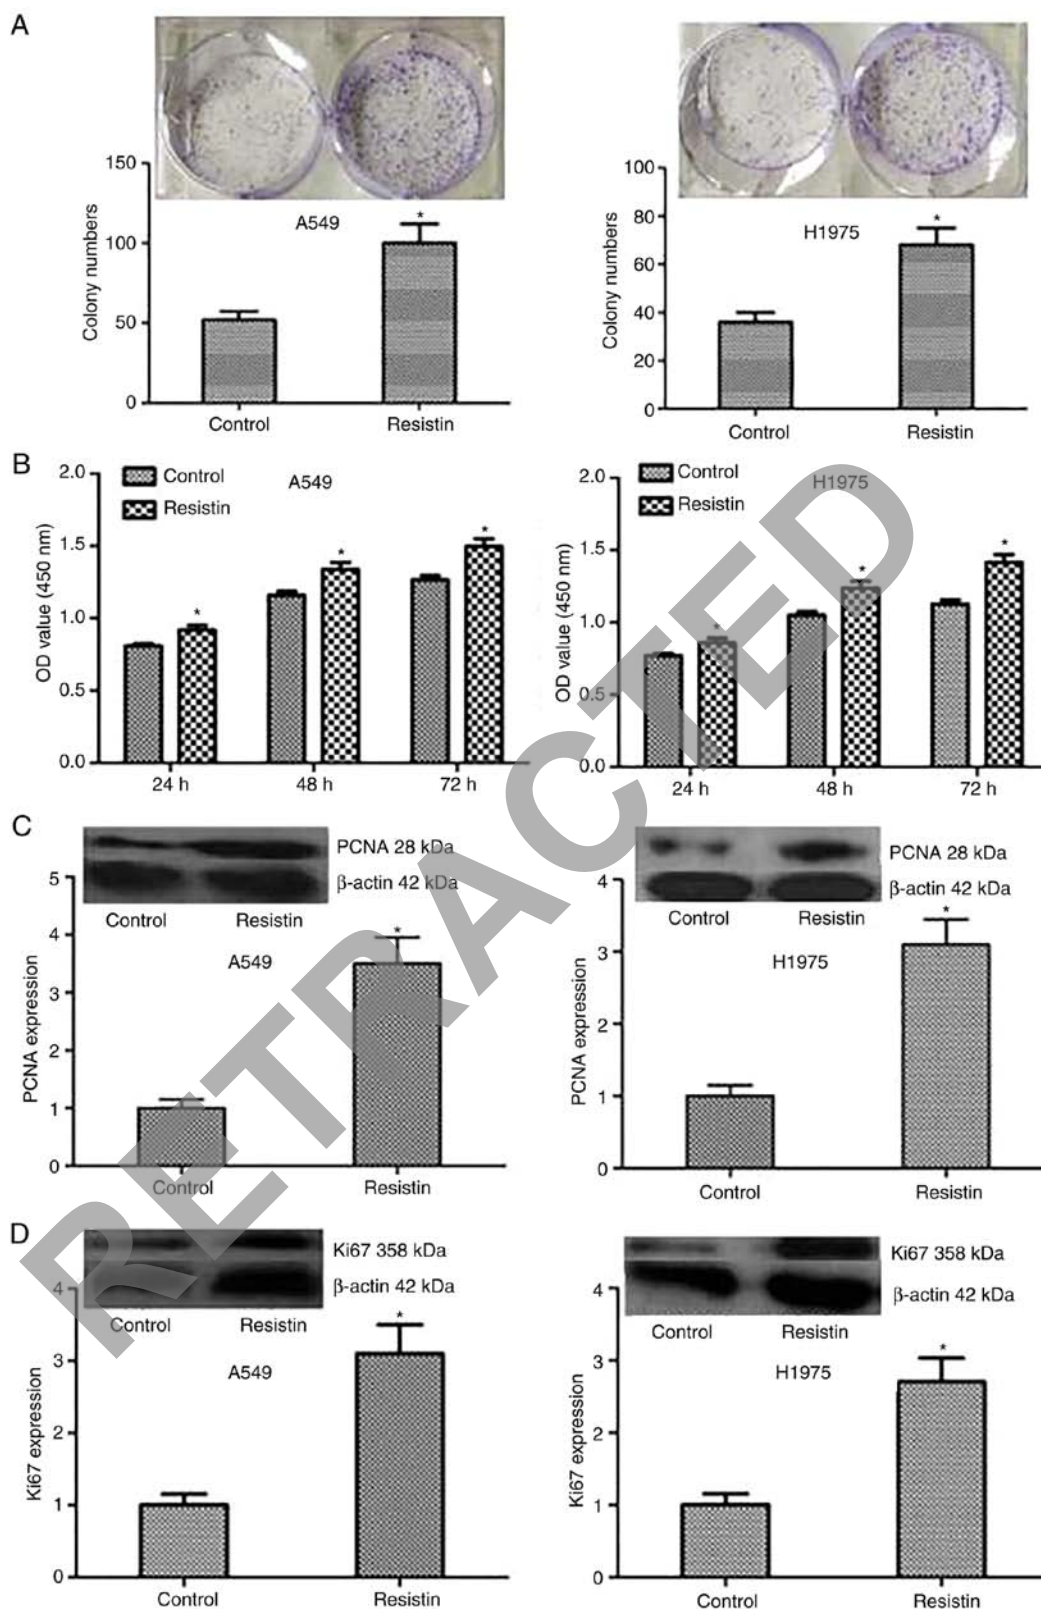 A
150
100
50
0
Colony numbers
A549
*
Control
Resistin
100
80
60
40
20
0
Colony numbers
H1975
*
Control
Resistin
B
2.0
1.5
1.0
0.5
0.0
OD value (450 nm)
Control
Resistin
A549
*
*
*
24 h
48 h
72 h
2.0
1.5
1.0
0.5
0.0
OD value (450 nm)
Control
Resistin
H1975
*
*
*
24 h
48 h
72 h
C
PCNA 28 kDa
β-actin 42 kDa
Control
Resistin
5
4
3
2
1
0
PCNA expression
A549
*
Control
Resistin
PCNA 28 kDa
β-actin 42 kDa
Control
Resistin
4
3
2
1
0
PCNA expression
H1975
*
Control
Resistin
D
Ki67 358 kDa
β-actin 42 kDa
Control
Resistin
4
3
2
1
0
Ki67 expression
A549
*
Control
Resistin
Ki67 358 kDa
β-actin 42 kDa
Control
Resistin
4
3
2
1
0
Ki67 expression
H1975
*
Control
Resistin
RETRACTED